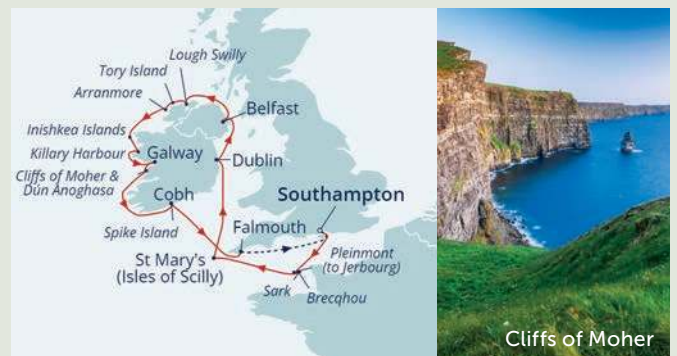 Lough Swilly
Tory Island
Arranmore
Belfast
Inishkea Islands
Killary Harbour
Galway
Dublin
Cliffs of Moher &
Dún Anoghasa
Cobh
Southampton
Spike Island
Falmouth
St Mary's
(Isles of Scilly)
Pleinmont
(to Jerbourg)
Sark
Brecqhou
Cliffs of Moher